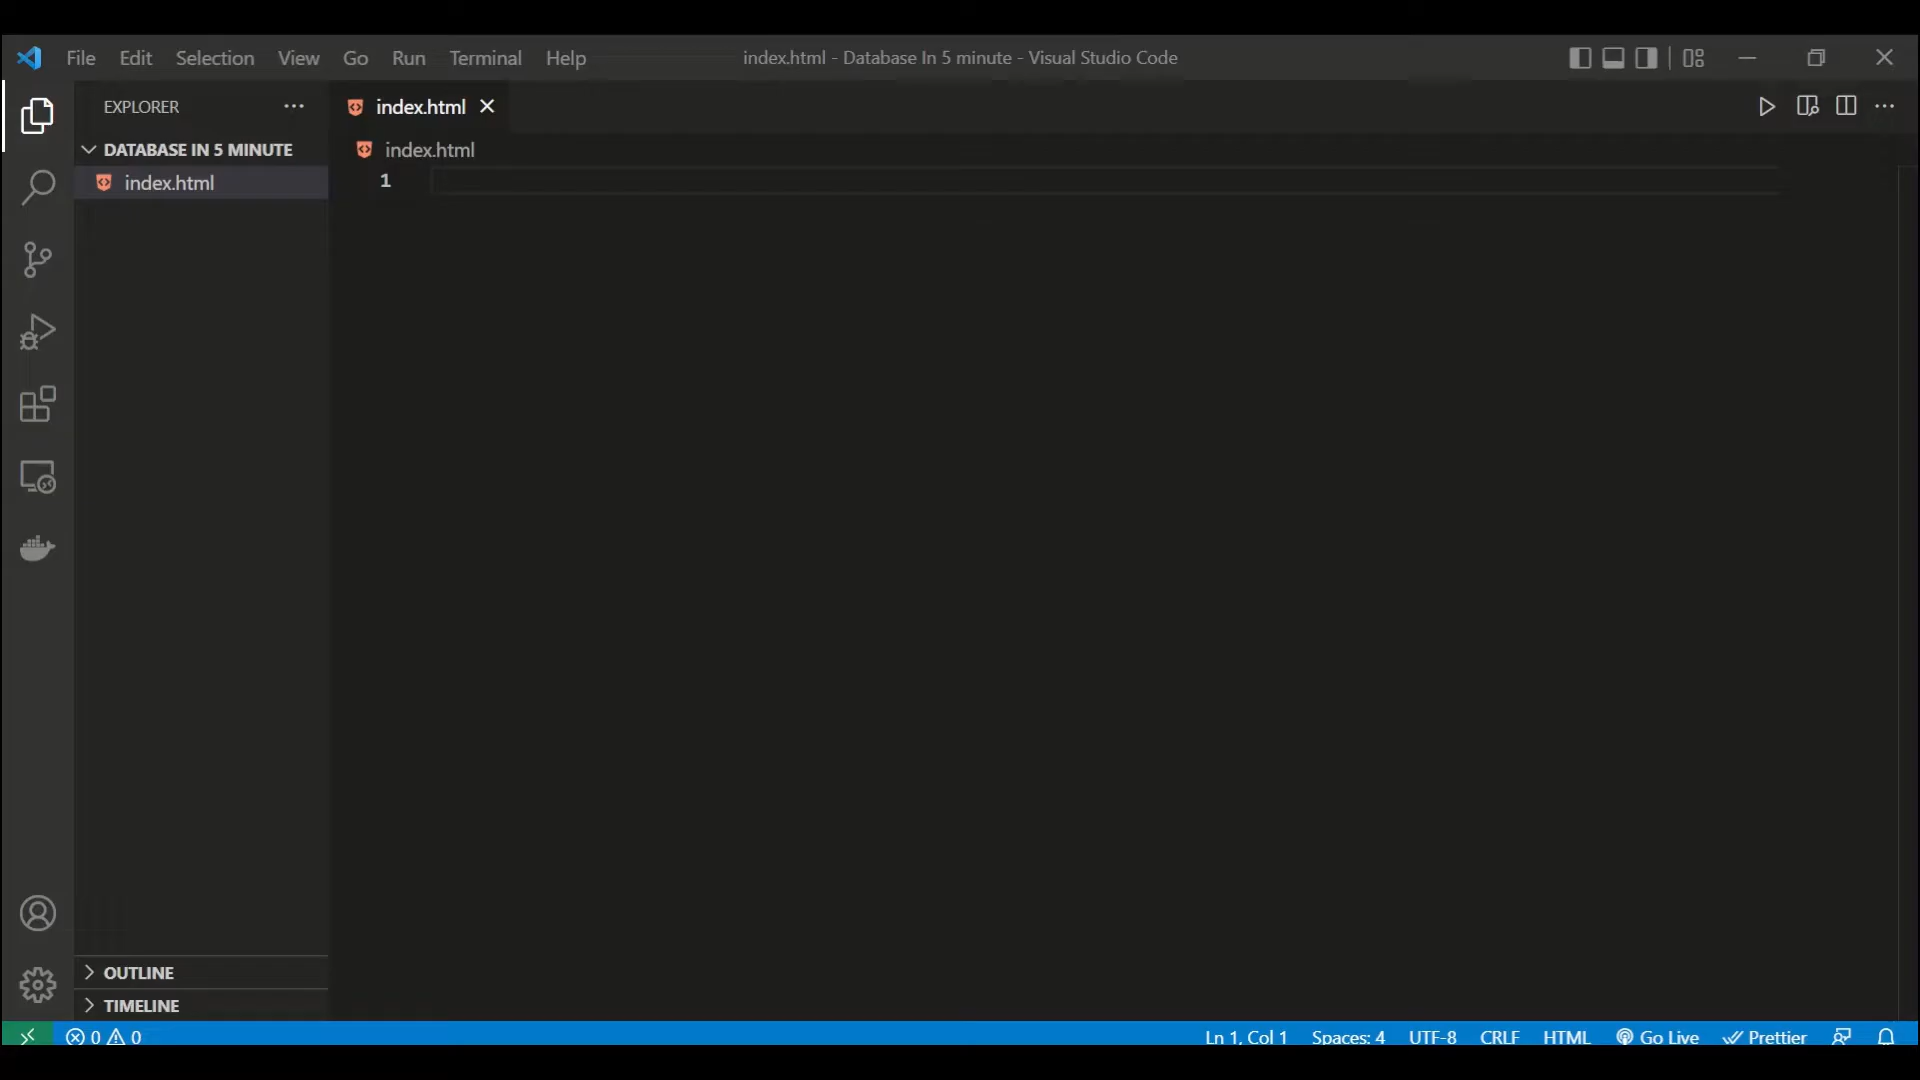 File Edit Selection View Go Run Terminal Help index.html - Database In 5 minute - Visual Studio Code
EXPLORER
index.html
DATABASE IN 5 MINUTE
index.html
index.html
1
OUTLINE
TIMELINE
0 0 Ln 1, Col 1 Spaces: 4 UTF-8 CRLF HTML Go Live Prettier